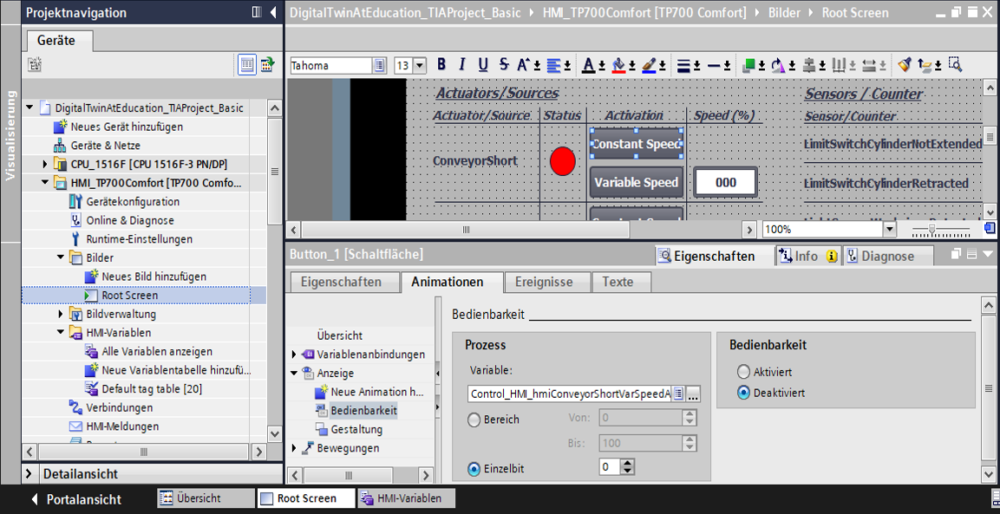 Projektnavigation
Geräte
Visualisierung
DigitalTwinAtEducation_TIAProject_Basic
Neues Gerät hinzufügen
Geräte & Netze
CPU_1516F [CPU 1516F-3 PN/DP]
HMI_TP700Comfort [TP700 Comfo...
Gerätekonfiguration
Online & Diagnose
Runtime-Einstellungen
Bilder
Neues Bild hinzufügen
Root Screen
Bildverwaltung
HMI-Variablen
Alle Variablen anzeigen
Neue Variablentabelle hinzufü...
Default tag table [20]
Verbindungen
HMI-Meldungen
Detailansicht
DigitalTwinAtEducation_TIAProject_Basic HMI_TP700Comfort [TP700 Comfort] Bilder Root Screen
Tahoma 13 B I U S A A
Actuators/Sources Sensors / Counter
Actuator/Source Status Activation Speed (%) Sensor/Counter
Constant Speed LimitSwitchCylinderNotExtended
ConveyorShort
Variable Speed 000 LimitSwitchCylinderRetracted
100%
Button_1 [Schaltfläche] Eigenschaften Info Diagnose
Eigenschaften Animationen Ereignisse Texte
Übersicht
Variablenanbindungen
Anzeige
Neue Animation h...
Bedienbarkeit
Gestaltung
Bewegungen
Bedienbarkeit
Prozess
Variable:
Control_HMI_hmiConveyorShortVarSpeedA ...
Bereich Von: 0
Bis: 100
Einzelbit 0
Bedienbarkeit
Aktiviert
Deaktiviert
Portalansicht Übersicht Root Screen HMI-Variablen